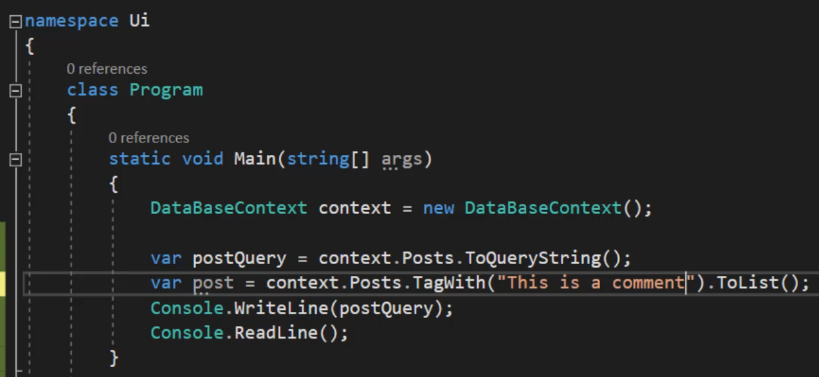 namespace Ui
{
0 references
class Program
{
0 references
static void Main(string[] args)
{
DataBaseContext context = new DataBaseContext();
var postQuery = context.Posts.ToQueryString();
var post = context.Posts.TagWith("This is a comment").ToList();
Console.WriteLine(postQuery);
Console.ReadLine();
}